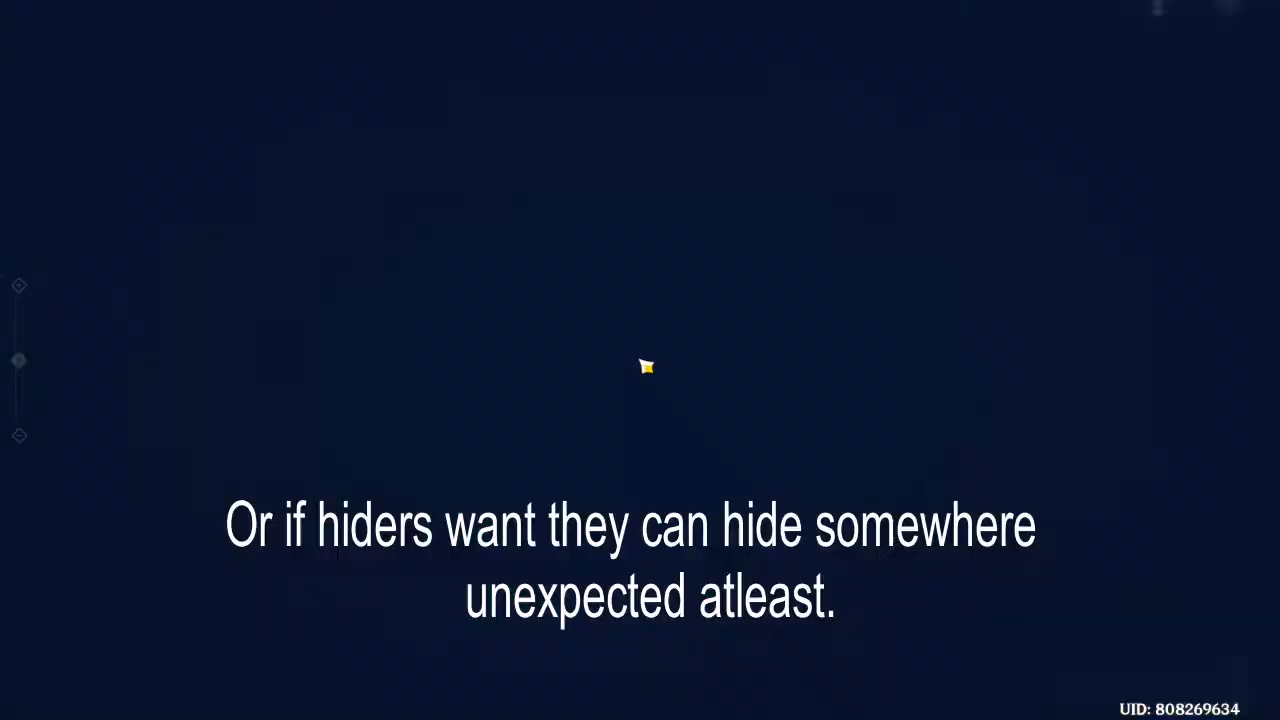 Or if hiders want they can hide somewhere
unexpected atleast.
UID: 808269634